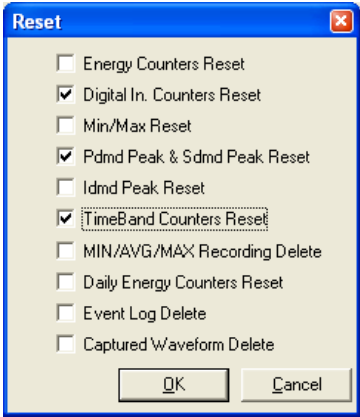 Reset
Energy Counters Reset
Digital In. Counters Reset
Min/Max Reset
Pdmd Peak & Sdmd Peak Reset
Idmd Peak Reset
TimeBand Counters Reset
MIN/AVG/MAX Recording Delete
Daily Energy Counters Reset
Event Log Delete
Captured Waveform Delete
OK Cancel